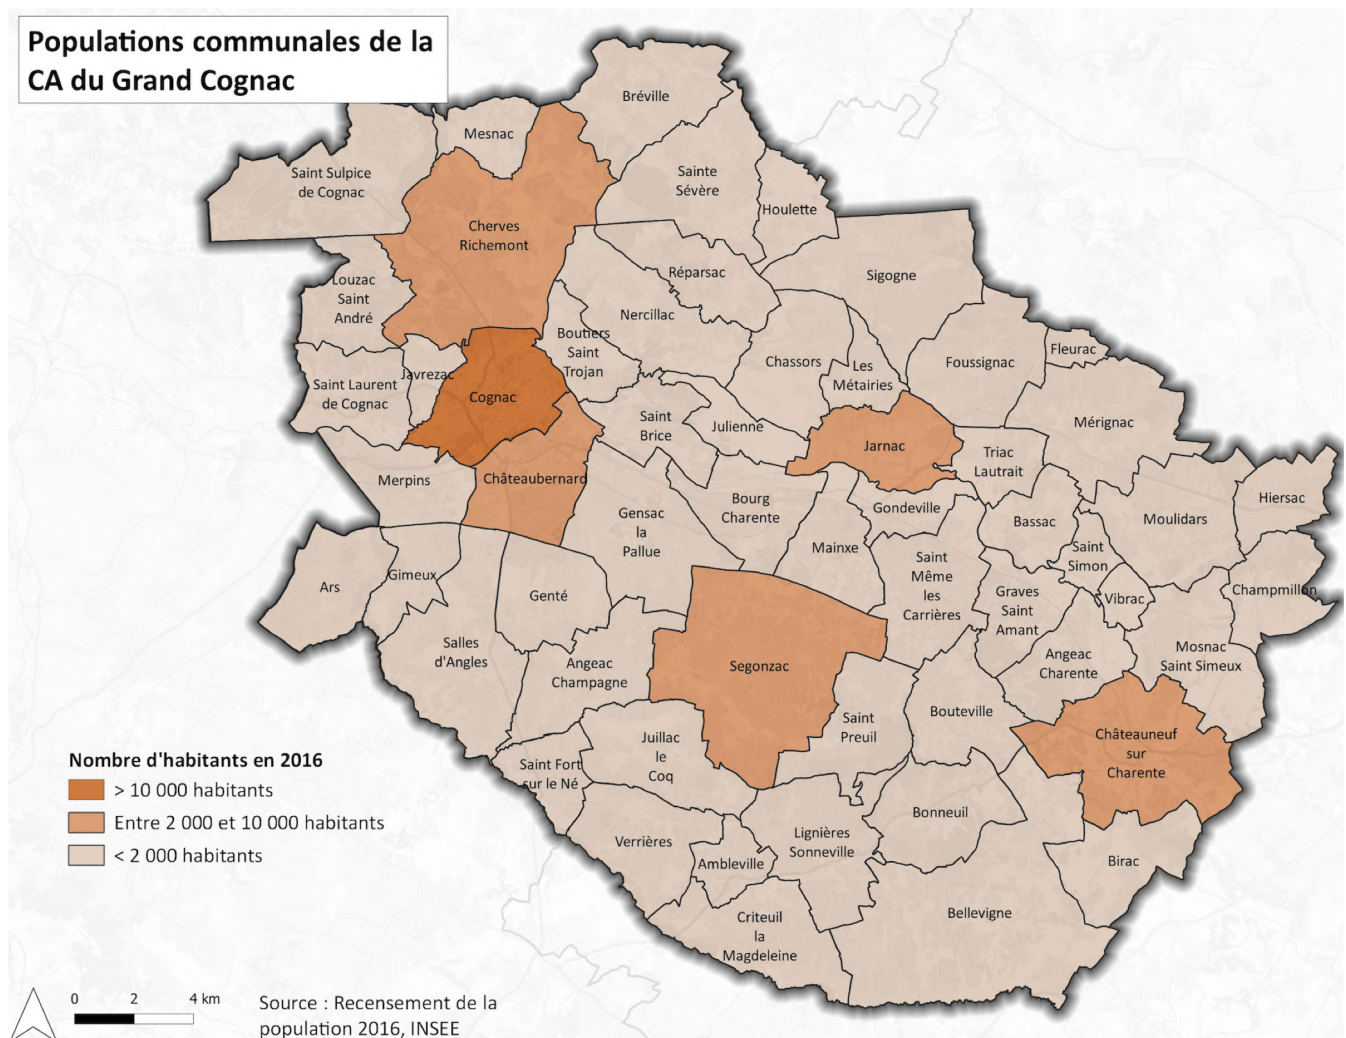 Populations communales de la
CA du Grand Cognac
Bréville
Mesnac
Saint Sulpice
de Cognac
Sainte
Sévère
Houlette
Cherves
Richemont
Réparsac
Sigogne
Louzac
Saint
André
Nercillac
Boutiers
Saint
Trojan
Chassors
Les
Métairies
Foussignac
Fleurac
Javrezac
Saint Laurent
de Cognac
Cognac
Saint
Brice
Julienne
Jarnac
Mérignac
Triac
Lautrait
Merpins
Châteaubernard
Bourg
Charente
Gondeville
Hiersac
Gensac
la
Pallue
Bassac
Moulidars
Mainxe
Saint
Simon
Saint
Même
les
Carrières
Ars
Gimeux
Genté
Graves
Saint
Amant
Vibrac
Champmillon
Salles
d'Angles
Angeac
Champagne
Segonzac
Angeac
Charente
Mosnac
Saint Simeux
Saint
Preuil
Bouteville
Châteauneuf
sur
Charente
Juillac
le
Coq
Saint Fort
sur le Né
Bonneuil
Verrières
Lignières
Sonneville
Ambleville
Birac
Criteuil
la
Magdeleine
Bellevigne
Nombre d'habitants en 2016
> 10 000 habitants
Entre 2 000 et 10 000 habitants
< 2 000 habitants
0 2 4 km
Source : Recensement de la
population 2016, INSEE